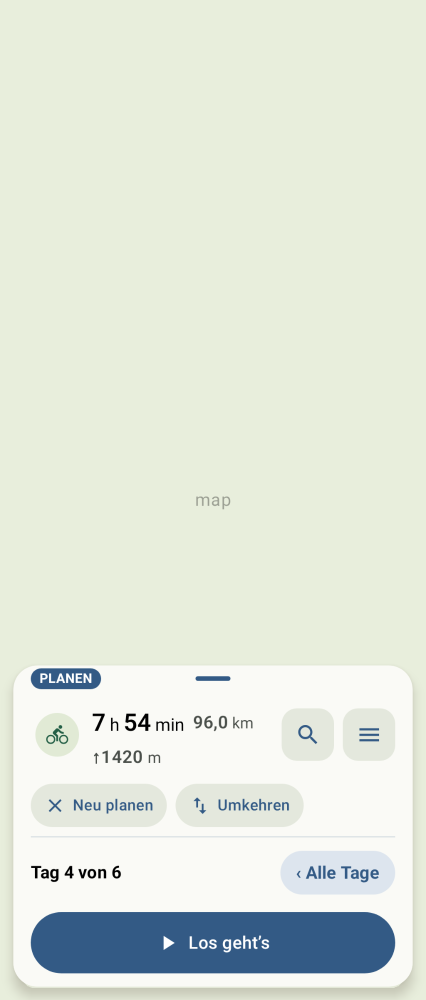 map
PLANEN
7 h 54 min 96,0 km
↑1420 m
Neu planen
Umkehren
Tag 4 von 6
‹ Alle Tage
Los geht’s